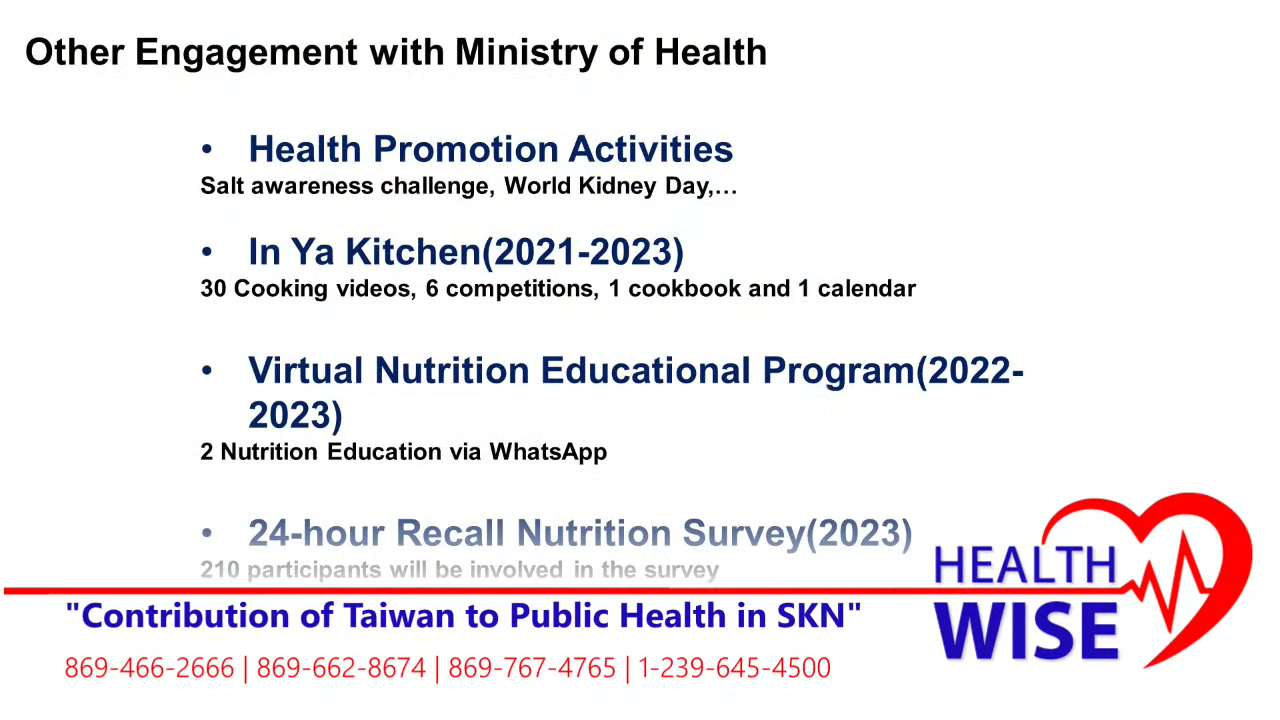 Other Engagement with Ministry of Health
• Health Promotion Activities
Salt awareness challenge, World Kidney Day,...
• In Ya Kitchen(2021-2023)
30 Cooking videos, 6 competitions, 1 cookbook and 1 calendar
• Virtual Nutrition Educational Program(2022-
2023)
2 Nutrition Education via WhatsApp
• 24-hour Recall Nutrition Survey(2023)
210 participants will be involved in the survey
"Contribution of Taiwan to Public Health in SKN"
869-466-2666 | 869-662-8674 | 869-767-4765 | 1-239-645-4500
HEALTH
WISE